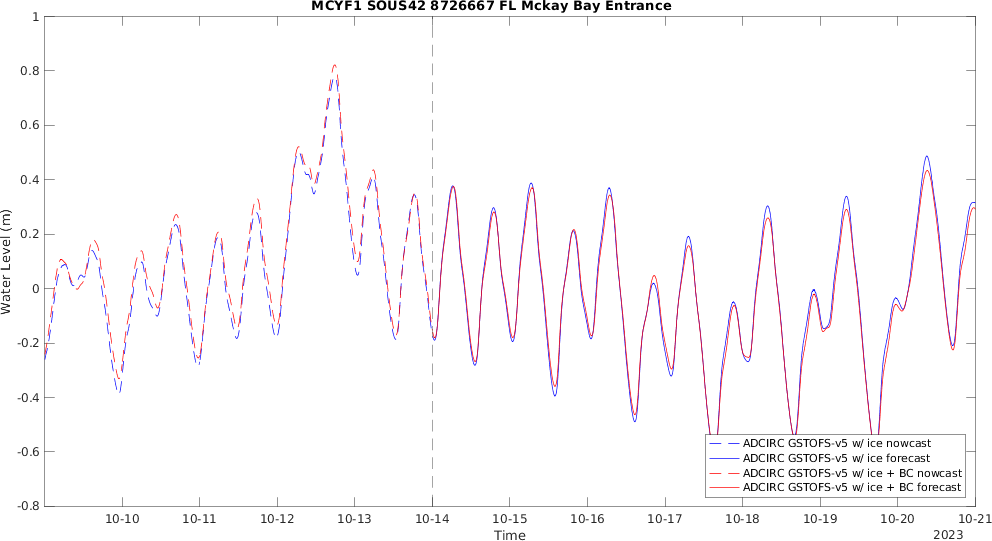 MCYF1 SOUS42 8726667 FL Mckay Bay Entrance
Water Level (m)
1
0.8
0.6
0.4
0.2
0
-0.2
-0.4
-0.6
-0.8
ADCIRC GSTOFS-v5 w/ ice nowcast
ADCIRC GSTOFS-v5 w/ ice forecast
ADCIRC GSTOFS-v5 w/ ice + BC nowcast
ADCIRC GSTOFS-v5 w/ ice + BC forecast
10-10 10-11 10-12 10-13 10-14 10-15 10-16 10-17 10-18 10-19 10-20 10-21
Time
2023